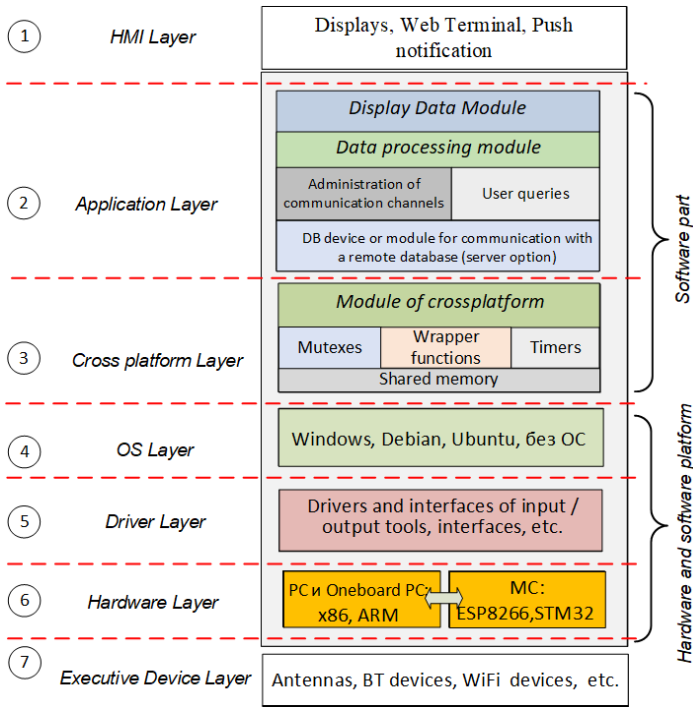 1
HMI Layer
Displays, Web Terminal, Push
notification
Display Data Module
Data processing module
2
Application Layer
Administration of
communication channels
User queries
DB device or module for communication with
a remote database (server option)
Software part
Module of crossplatform
3
Cross platform Layer
Mutexes
Wrapper
functions
Timers
Shared memory
4
OS Layer
Windows, Debian, Ubuntu, без ОС
5
Driver Layer
Drivers and interfaces of input /
output tools, interfaces, etc.
Hardware and software platform
6
Hardware Layer
PC и Oneboard PC:
x86, ARM
MC:
ESP8266,STM32
7
Executive Device Layer
Antennas, BT devices, WiFi devices, etc.